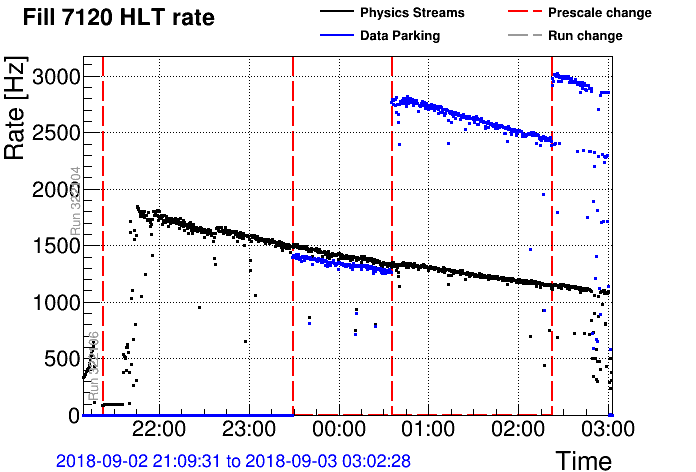 Fill 7120 HLT rate
Physics Streams
Data Parking
Prescale change
Run change
Rate [Hz]
3000
2500
2000
1500
1000
500
0
22:00
23:00
00:00
01:00
02:00
03:00
2018-09-02 21:09:31 to 2018-09-03 03:02:28
Time